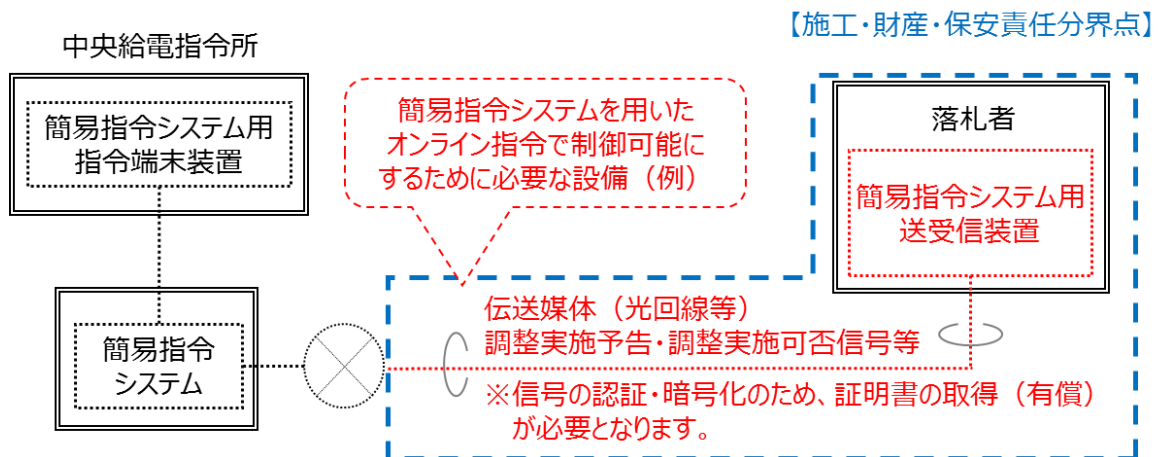 【施工・財産・保安責任分界点】
中央給電指令所
簡易指令システム用
指令端末装置
簡易指令システムを用いた
オンライン指令で制御可能に
するために必要な設備（例）
落札者
簡易指令システム用
送受信装置
簡易指令
システム
伝送媒体（光回線等）
調整実施予告・調整実施可否信号等
※信号の認証・暗号化のため、証明書の取得（有償）
が必要となります。